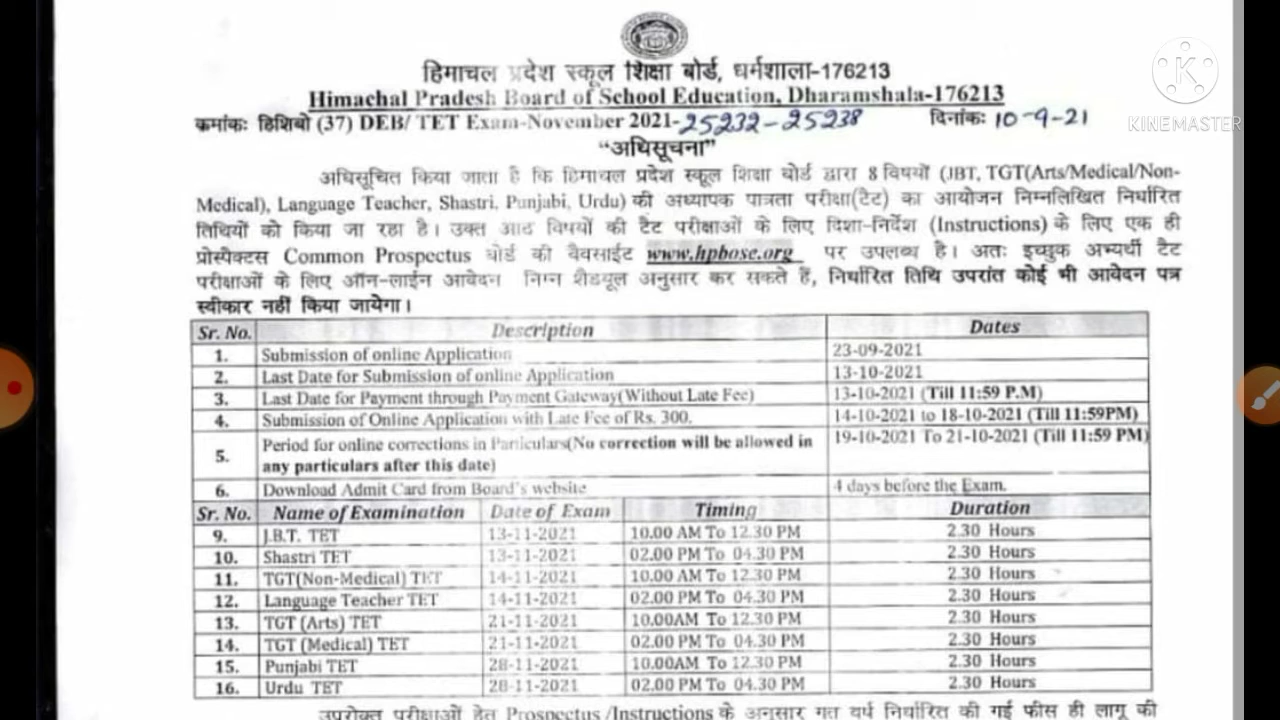 हिमाचल प्रदेश स्कूल शिक्षा बोर्ड, धर्मशाला-176213
Himachal Pradesh Board of School Education, Dharamshala-176213
कमांकः हिशिबो (37) DEB/ TET Exam-November 2021-25232-25238 दिनांकः 10-9-21
"अधिसूचना"
अधिसूचित किया जाता है कि हिमाचल प्रदेश स्कूल शिक्षा बोर्ड द्वारा 8 विषयों (JBT, TGT(Arts/Medical/Non-
Medical), Language Teacher, Shastri, Punjabi, Urdu) की अध्यापक पात्रता परीक्षा(टैट) का आयोजन निम्नलिखित निर्धारित
तिथियों को किया जा रहा है। उक्त आठ विषयों की टैट परीक्षाओं के लिए दिशा-निर्देश (Instructions) के लिए एक ही
प्रोस्पैक्टस Common Prospectus बोर्ड की वैवसाईट www.hpbose.org पर उपलब्ध है। अतः इच्छुक अभ्यर्थी टैट
परीक्षाओं के लिए ऑन-लाईन आवेदन निम्न शैडयूल अनुसार कर सकते हैं, निर्धारित तिथि उपरांत कोई भी आवेदन पत्र
स्वीकार नहीं किया जायेगा।
Sr. No. Description Dates
1. Submission of online Application 23-09-2021
2. Last Date for Submission of online Application 13-10-2021
3. Last Date for Payment through Payment Gateway(Without Late Fee) 13-10-2021 (Till 11:59 P.M)
4. Submission of Online Application with Late Fee of Rs. 300. 14-10-2021 to 18-10-2021 (Till 11:59PM)
5. Period for online corrections in Particulars(No correction will be allowed in any particulars after this date) 19-10-2021 To 21-10-2021 (Till 11:59 PM)
6. Download Admit Card from Board's website 4 days before the Exam.
Sr. No. Name of Examination Date of Exam Timing Duration
9. J.B.T. TET 13-11-2021 10.00 AM To 12.30 PM 2.30 Hours
10. Shastri TET 13-11-2021 02.00 PM To 04.30 PM 2.30 Hours
11. TGT(Non-Medical) TET 14-11-2021 10.00 AM To 12.30 PM 2.30 Hours
12. Language Teacher TET 14-11-2021 02.00 PM To 04.30 PM 2.30 Hours
13. TGT (Arts) TET 21-11-2021 10.00AM To 12.30 PM 2.30 Hours
14. TGT (Medical) TET 21-11-2021 02.00 PM To 04.30 PM 2.30 Hours
15. Punjabi TET 28-11-2021 10.00AM To 12.30 PM 2.30 Hours
16. Urdu TET 28-11-2021 02.00 PM To 04.30 PM 2.30 Hours
उपरोक्त परीक्षाओं हेतु Prospectus/Instructions के अनुसार गत वर्ष निर्धारित की गई फीस ही लागू की
KINEMASTER